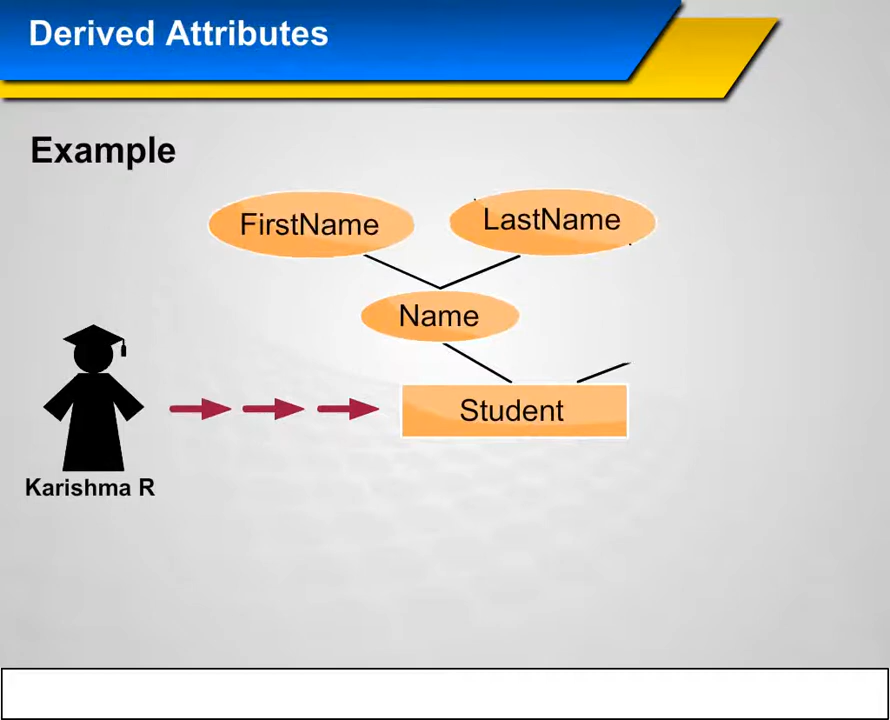 Derived Attributes
Example
FirstName
LastName
Name
Student
Karishma R